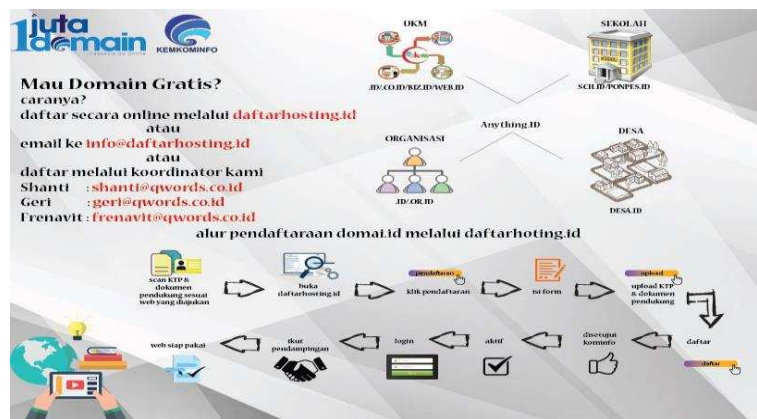 1 juta
domain
KEMKOMINFO
Mau Domain Gratis?
caranya?
daftar secara online melalui daftarhosting.id
atau
email ke info@daftarhosting.id
atau
daftar melalui koordinator kami
Shanti : shanti@qwords.co.id
Geri : geri@qwords.co.id
Frenavit : frenavit@qwords.co.id
UKM
.ID/.CO.ID/BIZ.ID/WEB.ID
SEKOLAH
SCHOOL
SCH.ID/PONPES.ID
Anything.ID
ORGANISASI
.ID/.OR.ID
DESA
DESA.ID
alur pendaftaraan domai.id melalui daftarhoting.id
scan KTP &
dokumen
pendukung sesuai
web yang diajukan
buka
daftarhosting.id
pendaftaran
klik pendaftaran
isi form
upload
upload KTP
& dokumen
pendukung
daftar
daftar
disetujui
kominfo
aktif
login
ikut
pendampingan
web siap pakai